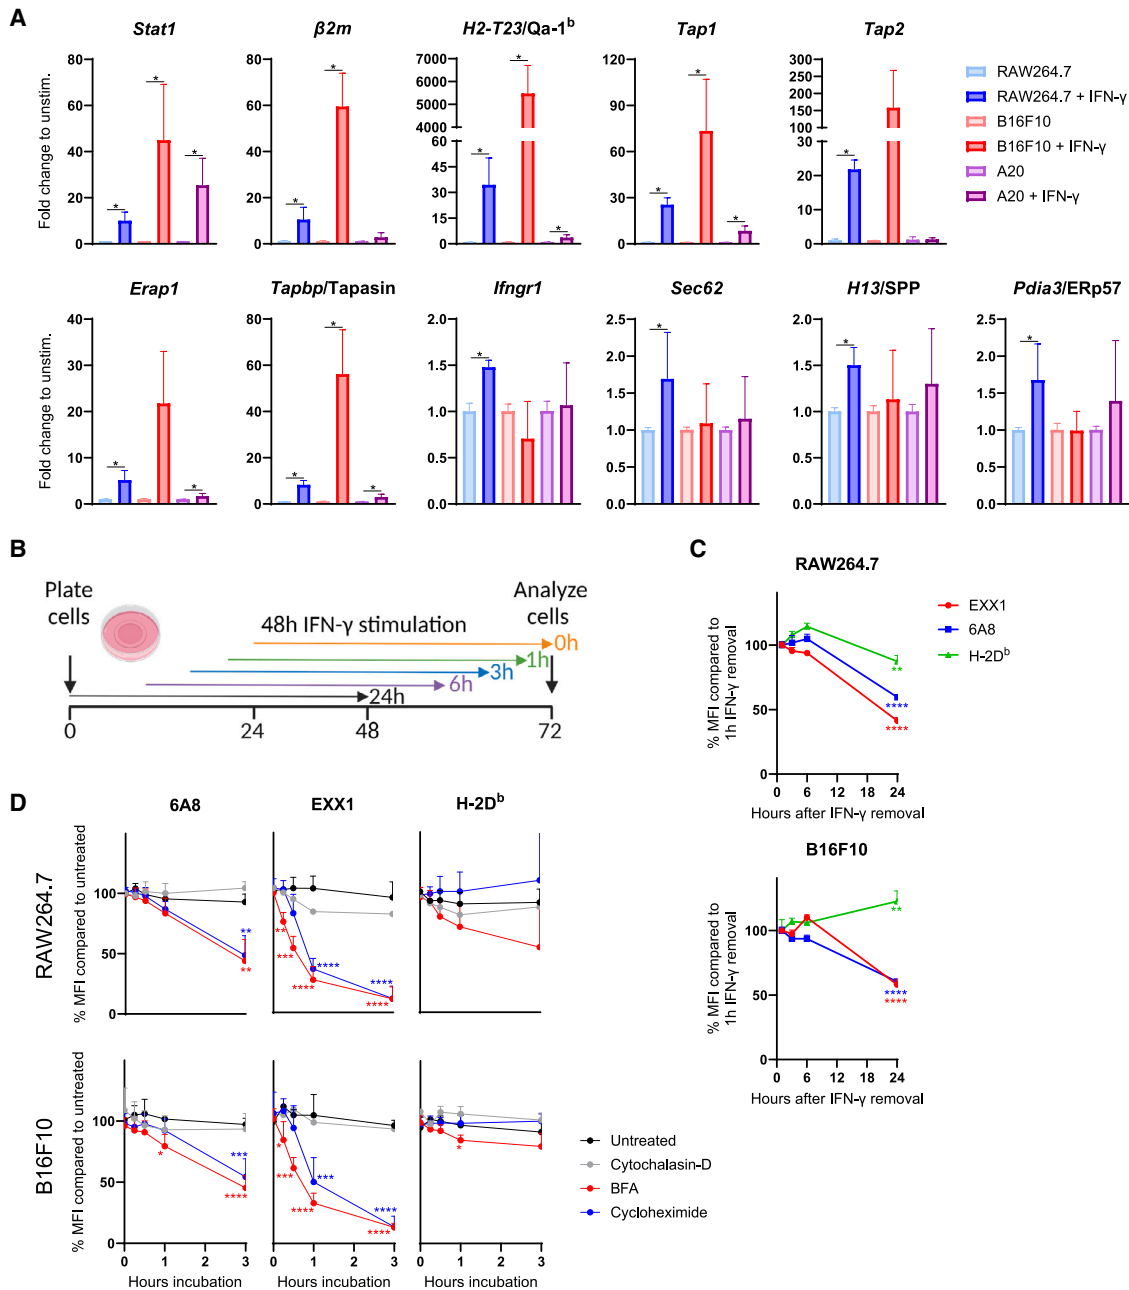 A
Stat1
β2m
H2-T23/Qa-1b
Tap1
Tap2
Fold change to unstim.
80
60
40
20
0
*
*
*
80
60
40
20
0
*
*
7000
6000
5000
4000
60
30
0
*
*
*
120
90
60
30
0
*
*
*
300
250
200
150
100
30
20
10
0
*
RAW264.7
RAW264.7 + IFN-γ
B16F10
B16F10 + IFN-γ
A20
A20 + IFN-γ
Erap1
Tapbp/Tapasin
Ifngr1
Sec62
H13/SPP
Pdia3/ERp57
Fold change to unstim.
40
30
20
10
0
*
*
80
60
40
20
0
*
*
*
2.0
1.5
1.0
0.5
0.0
*
2.5
2.0
1.5
1.0
0.5
0.0
*
2.0
1.5
1.0
0.5
0.0
*
2.5
2.0
1.5
1.0
0.5
0.0
*
B
Plate
cells
48h IFN-γ stimulation
Analyze
cells
0h
1h
3h
6h
24h
0
24
48
72
C
RAW264.7
% MFI compared to
1h IFN-γ removal
100
50
0
**
****
****
0 6 12 18 24
Hours after IFN-γ removal
EXX1
6A8
H-2Db
B16F10
% MFI compared to
1h IFN-γ removal
100
50
0
**
****
****
0 6 12 18 24
Hours after IFN-γ removal
D
6A8
EXX1
H-2Db
RAW264.7
% MFI compared to untreated
100
50
0
**
**
**
***
****
****
****
****
B16F10
% MFI compared to untreated
100
50
0
*
***
****
*
***
***
****
****
****
*
0 1 2 3
0 1 2 3
0 1 2 3
Hours incubation
Hours incubation
Hours incubation
Untreated
Cytochalasin-D
BFA
Cycloheximide